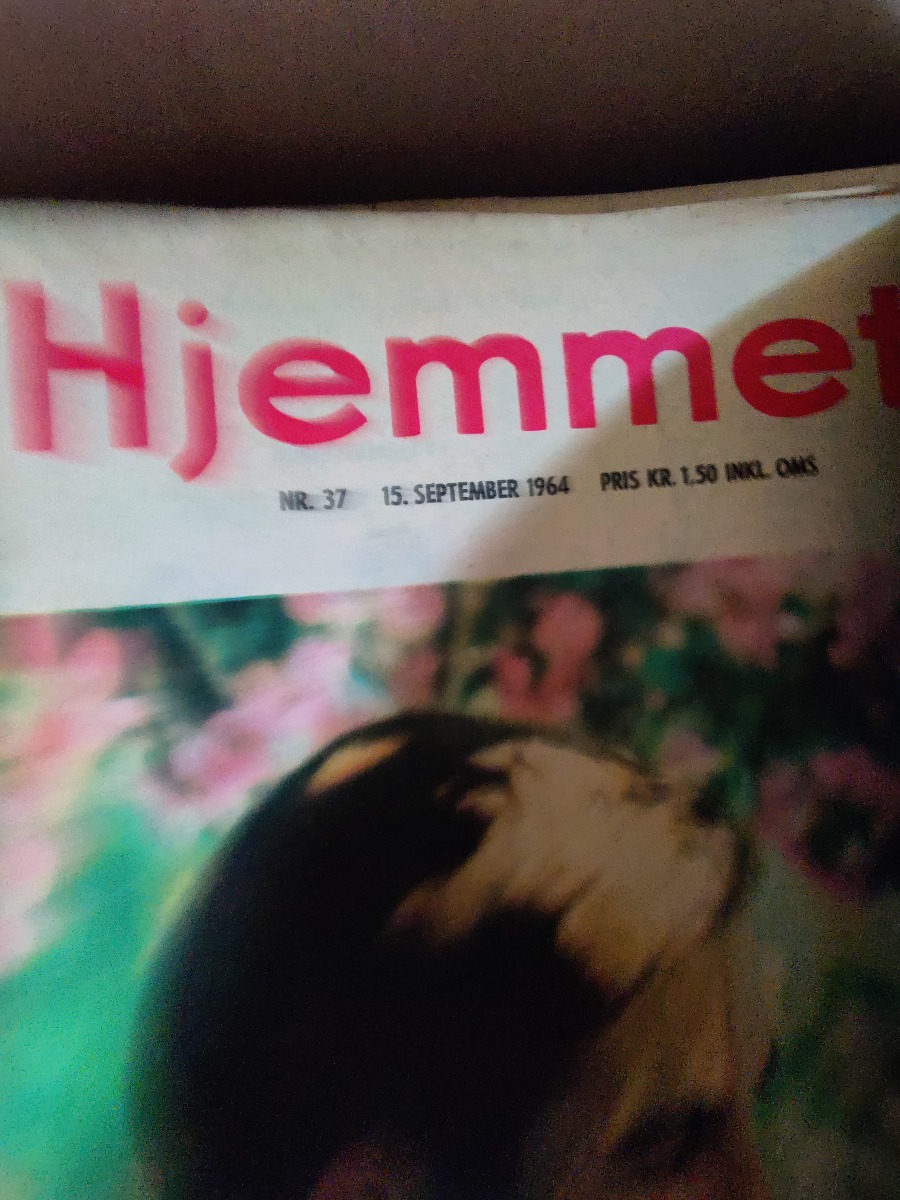 Hjemmet
NR. 37 15. SEPTEMBER 1964 PRIS KR. 1,50 INKL. OMS